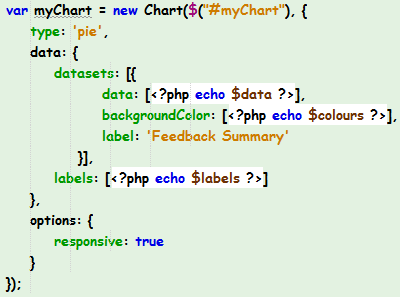 var myChart = new Chart($("#myChart"), {
type: 'pie',
data: {
datasets: [{
data: [<?php echo $data ?>],
backgroundColor: [<?php echo $colours ?>],
label: 'Feedback Summary'
}],
labels: [<?php echo $labels ?>]
},
options: {
responsive: true
}
});